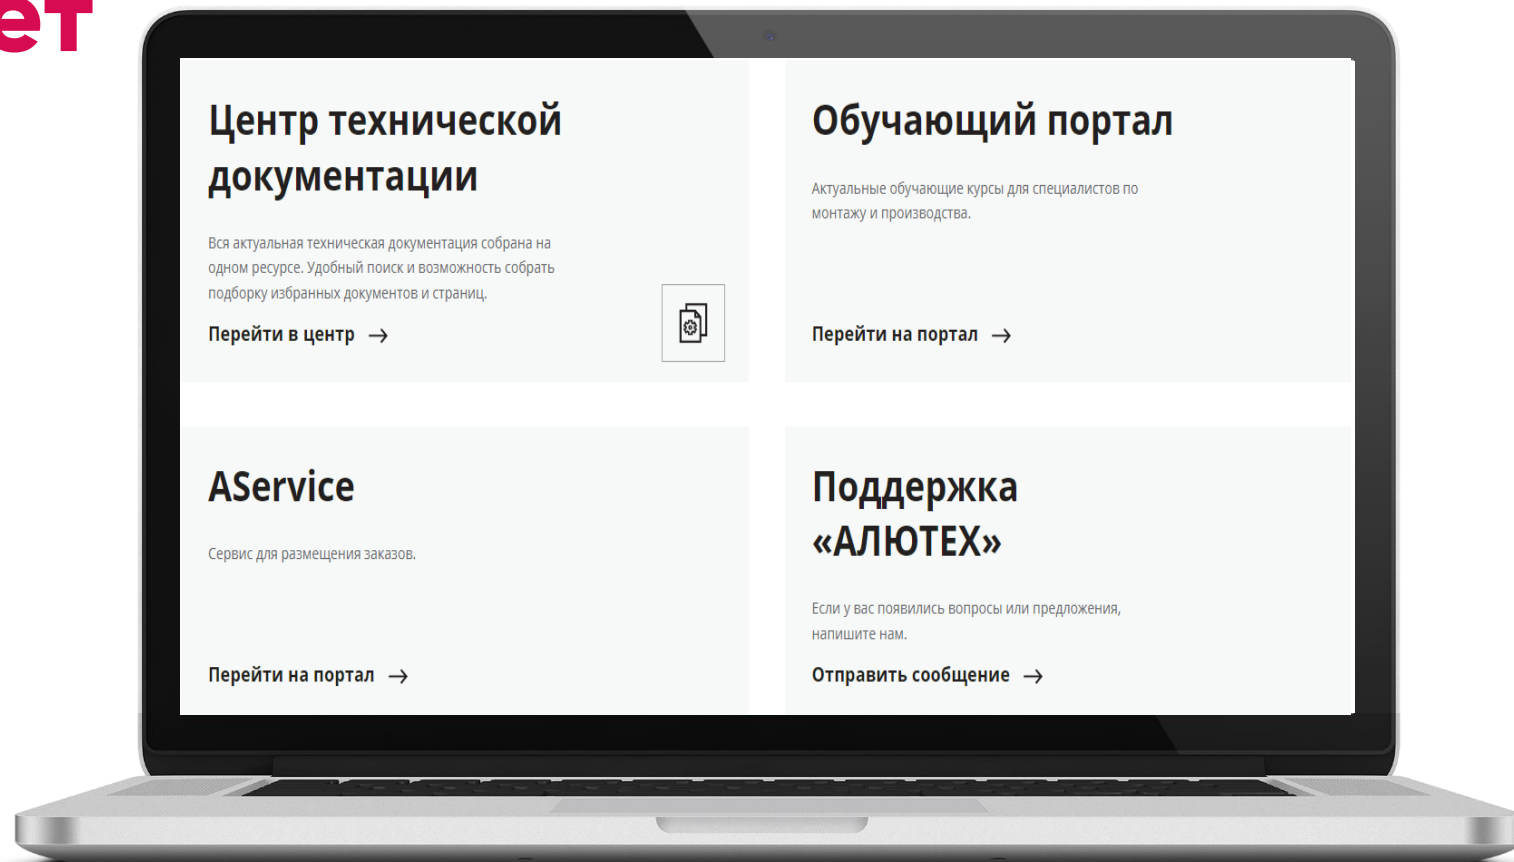 ет
Центр технической
документации
Вся актуальная техническая документация собрана на
одном ресурсе. Удобный поиск и возможность собрать
подборку избранных документов и страниц.
Перейти в центр →
Обучающий портал
Актуальные обучающие курсы для специалистов по
монтажу и производства.
Перейти на портал →
AService
Сервис для размещения заказов.
Перейти на портал →
Поддержка
«АЛЮТЕХ»
Если у вас появились вопросы или предложения,
напишите нам.
Отправить сообщение →